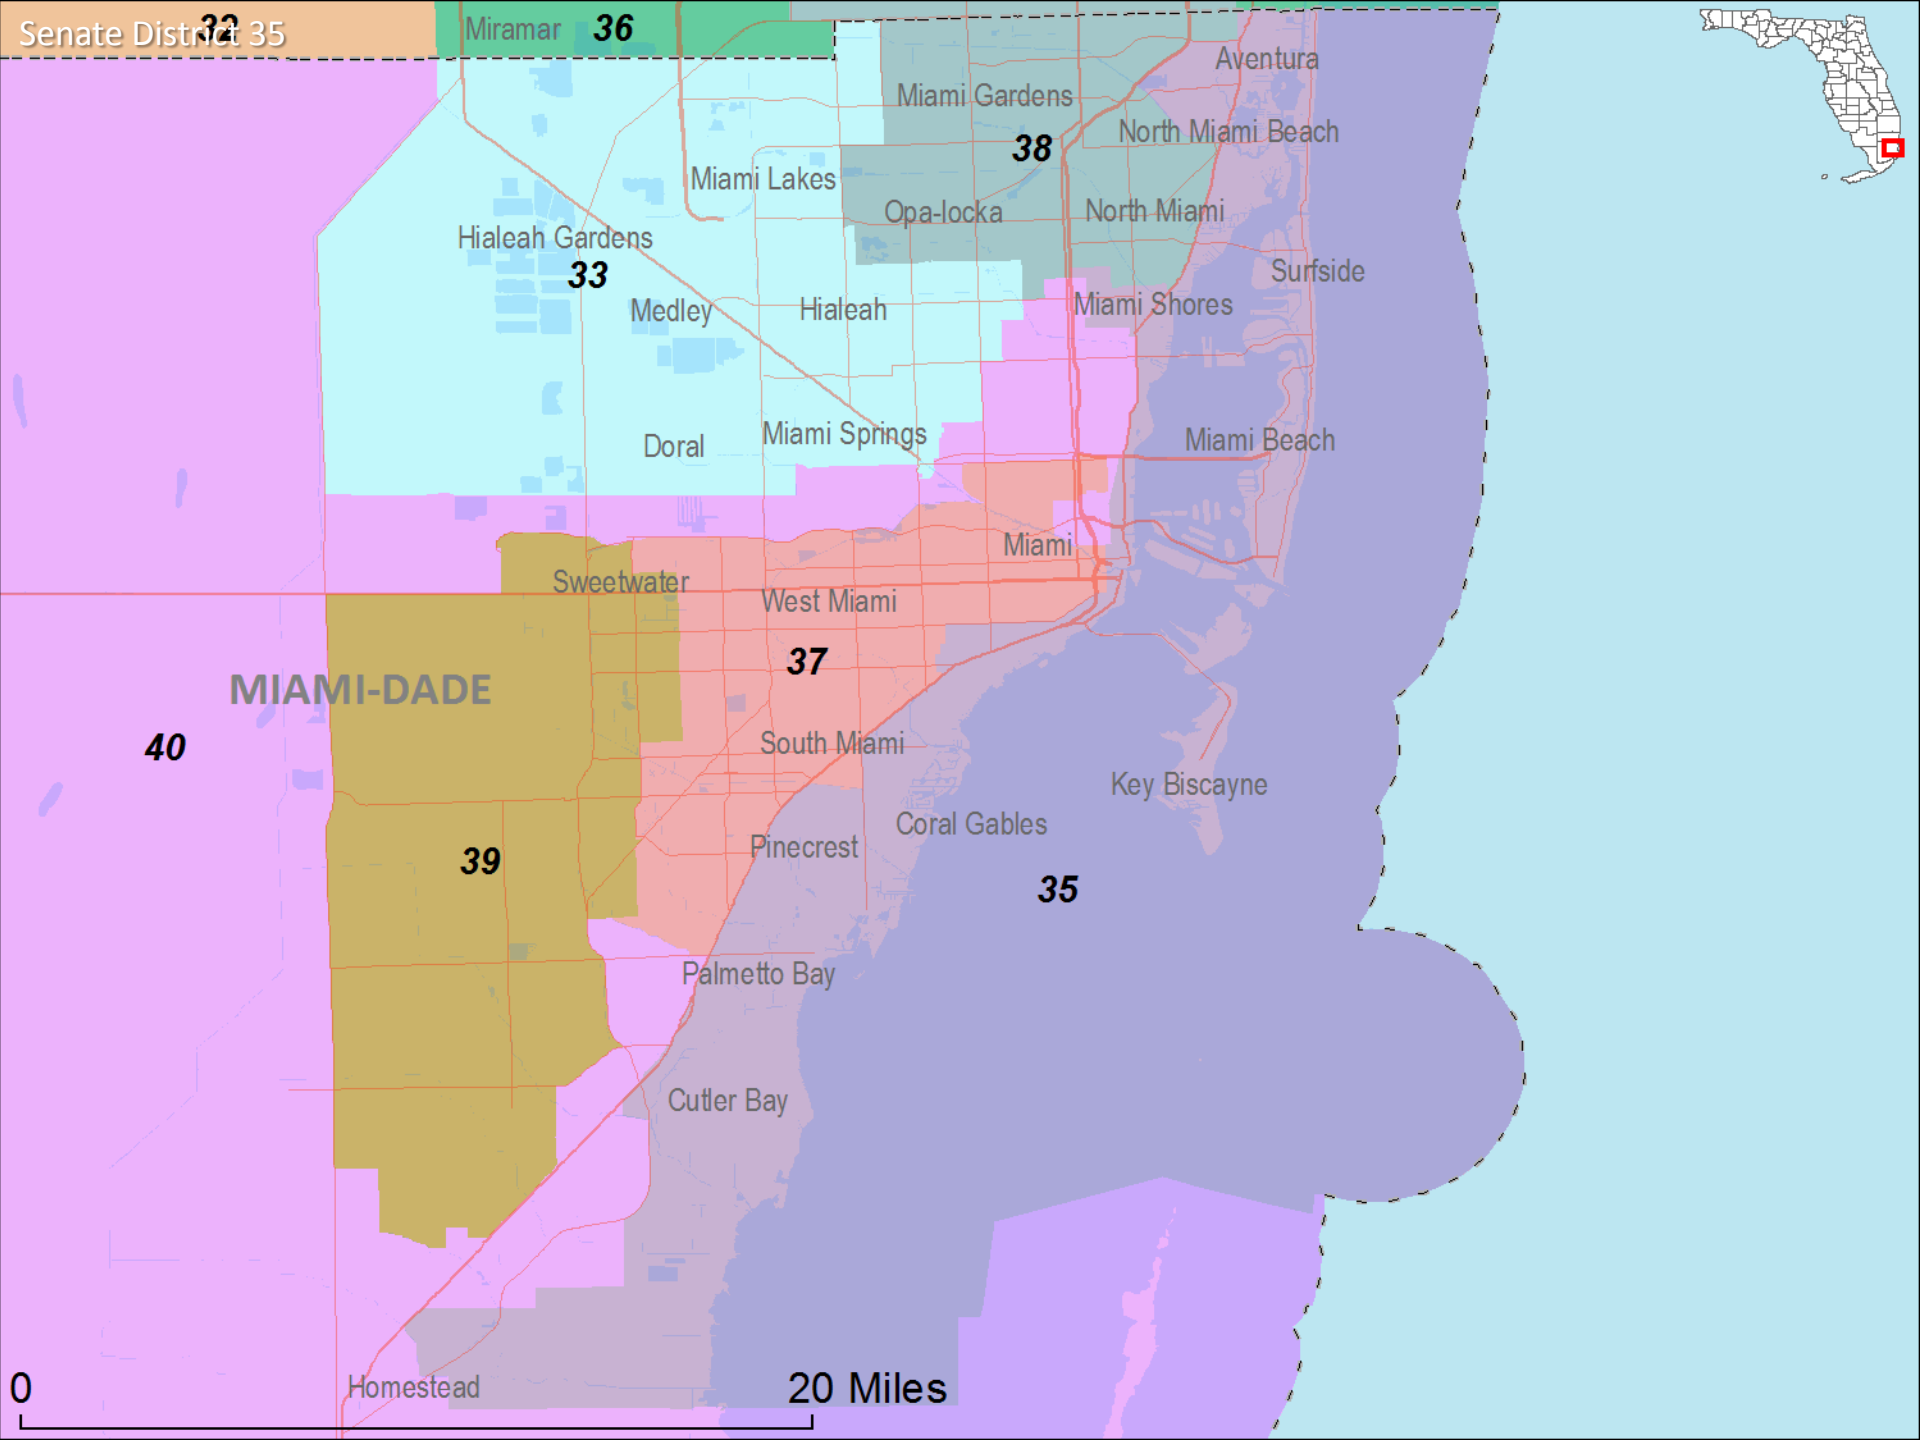 Senate District 35
32
Miramar
36
Aventura
Miami Gardens
38
North Miami Beach
Miami Lakes
Opa-locka
North Miami
Hialeah Gardens
33
Surfside
Medley
Hialeah
Miami Shores
Doral
Miami Springs
Miami Beach
Miami
Sweetwater
West Miami
37
MIAMI-DADE
40
South Miami
Key Biscayne
Coral Gables
Pinecrest
39
35
Palmetto Bay
Cutler Bay
Homestead
0
20 Miles